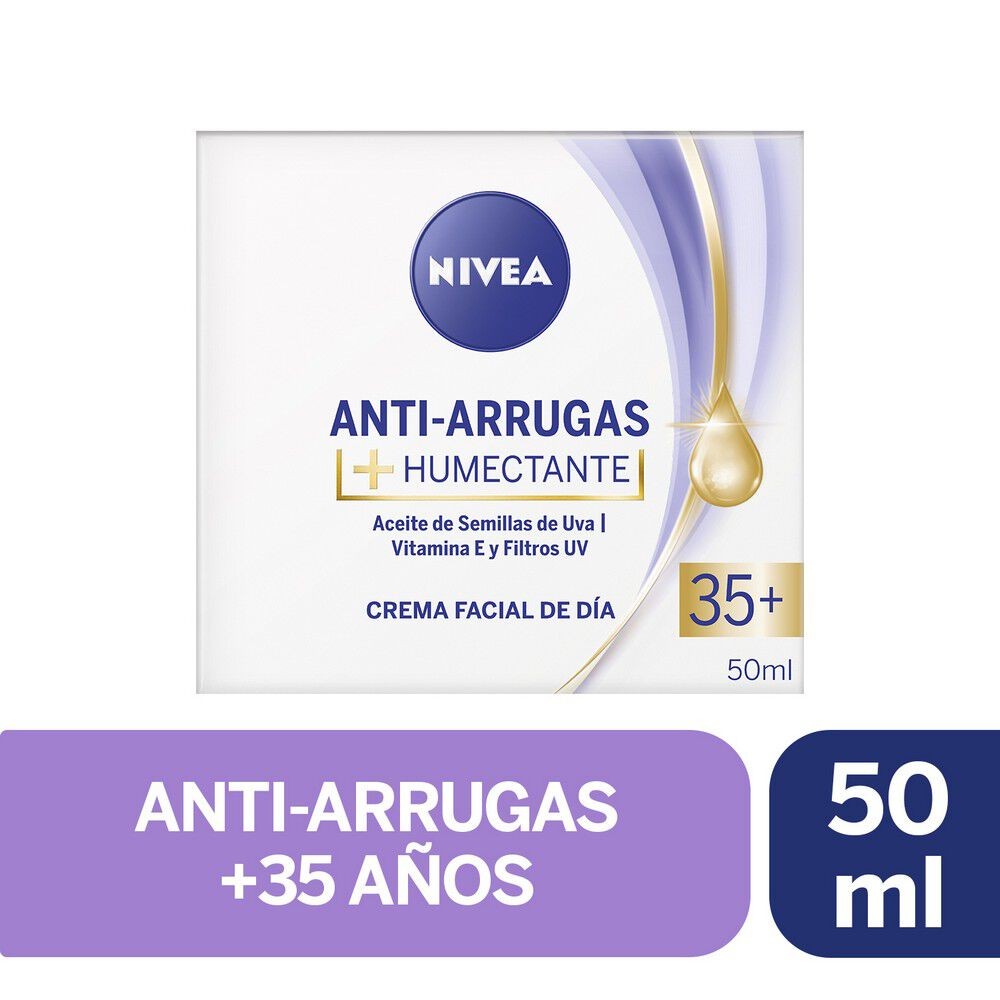 NIVEA
ANTI-ARRUGAS
+ HUMECTANTE
Aceite de Semillas de Uva |
Vitamina E y Filtros UV
CREMA FACIAL DE DÍA
35+
50ml
ANTI-ARRUGAS
+35 AÑOS
50
ml